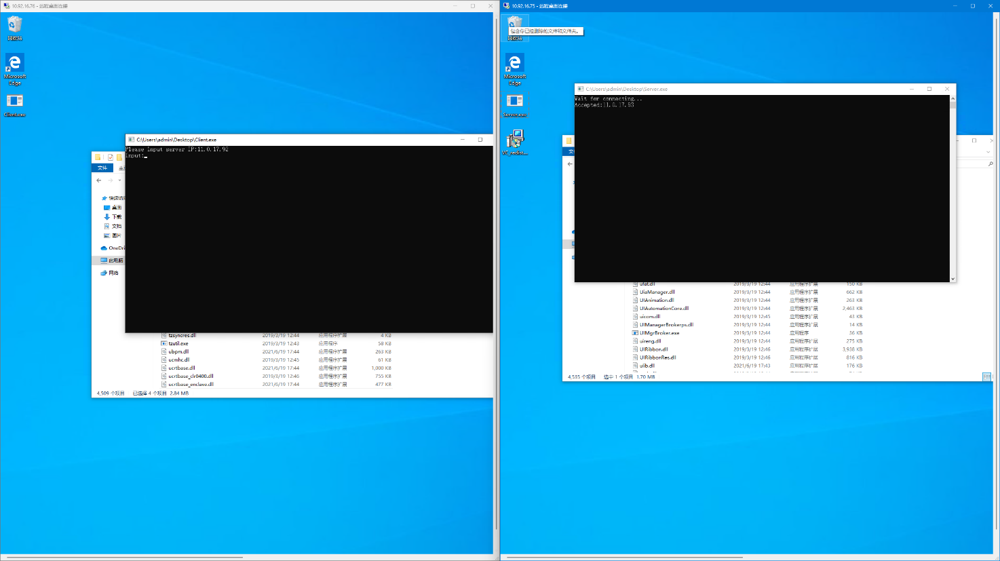 10.92.16.76 - 远程桌面连接
回收站
Microsoft
Edge
Client.exe
C:\Users\admin\Desktop\Client.exe
Please input server IP:11.0.17.92
Input:
文件
快速访
桌面
下载
文档
图片
OneDri
此电脑
网络
tzsyncres.dll 2019/3/19 12:44 应用程序扩展 4 KB
tzutil.exe 2019/3/19 12:43 应用程序 58 KB
ubpm.dll 2021/6/19 17:44 应用程序扩展 263 KB
ucmhc.dll 2019/3/19 12:45 应用程序扩展 61 KB
ucrtbase.dll 2021/6/19 17:44 应用程序扩展 1,000 KB
ucrtbase_clr0400.dll 2019/3/19 12:46 应用程序扩展 755 KB
ucrtbase_enclave.dll 2021/6/19 17:44 应用程序扩展 477 KB
4,509 个项目 已选择 4 个项目 2.84 MB
10.92.16.75 - 远程桌面连接
包含你已经删除的文件和文件夹。
回收站
Microsoft
Edge
Server.exe
VC_redist....
C:\Users\admin\Desktop\Server.exe
Wait for connecting...
Accepted:11.0.17.93
ufat.dll 2019/3/19 12:44 应用程序扩展 150 KB
UiaManager.dll 2019/3/19 12:44 应用程序扩展 662 KB
UIAnimation.dll 2019/3/19 12:44 应用程序扩展 263 KB
UIAutomationCore.dll 2019/3/19 12:44 应用程序扩展 2,463 KB
uicom.dll 2019/3/19 12:45 应用程序扩展 43 KB
UIManagerBrokerps.dll 2019/3/19 12:44 应用程序扩展 14 KB
UIMgrBroker.exe 2019/3/19 12:44 应用程序 36 KB
uireng.dll 2019/3/19 12:44 应用程序扩展 275 KB
UIRibbon.dll 2019/3/19 12:46 应用程序扩展 3,938 KB
UIRibbonRes.dll 2019/3/19 12:46 应用程序扩展 816 KB
ulib.dll 2021/6/19 17:43 应用程序扩展 176 KB
4,535 个项目 选中 1 个项目 1.70 MB